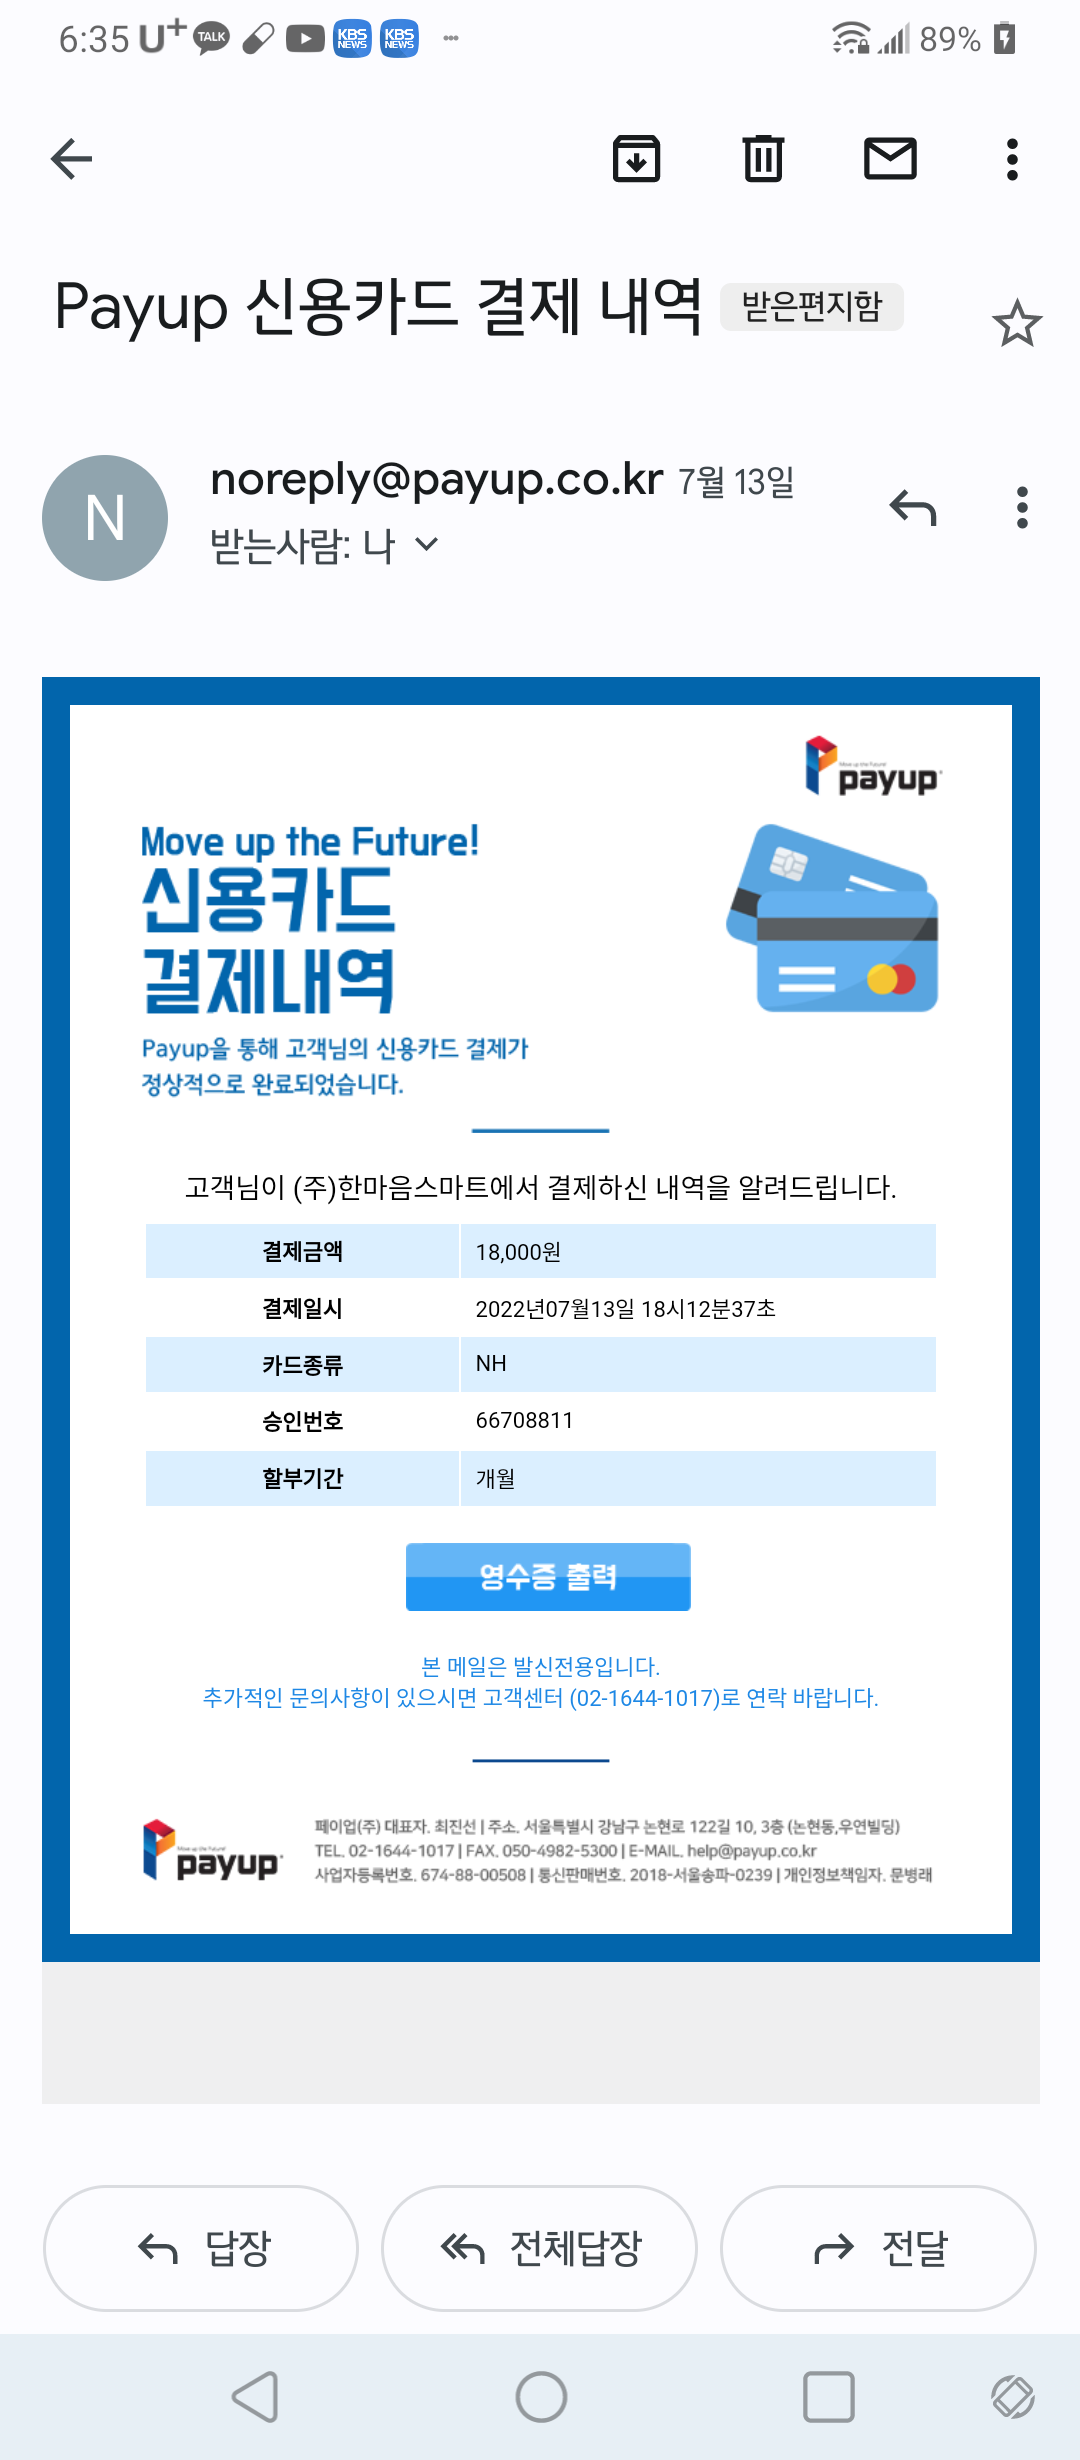 6:35 U+ TALK KBS NEWS KBS NEWS 89%
Payup 신용카드 결제 내역 받은편지함
N
noreply@payup.co.kr 7월 13일
받는사람: 나
Move up the Future!
payup
Move up the Future!
신용카드
결제내역
Payup을 통해 고객님의 신용카드 결제가
정상적으로 완료되었습니다.
고객님이 (주)한마음스마트에서 결제하신 내역을 알려드립니다.
결제금액 18,000원
결제일시 2022년07월13일 18시12분37초
카드종류 NH
승인번호 66708811
할부기간 개월
영수증 출력
본 메일은 발신전용입니다.
추가적인 문의사항이 있으시면 고객센터 (02-1644-1017)로 연락 바랍니다.
Move up the Future!
payup
페이업(주) 대표자. 최진선 | 주소. 서울특별시 강남구 논현로 122길 10, 3층 (논현동,우연빌딩)
TEL. 02-1644-1017 | FAX. 050-4982-5300 | E-MAIL. help@payup.co.kr
사업자등록번호. 674-88-00508 | 통신판매번호. 2018-서울송파-0239 | 개인정보책임자. 문병래
답장 전체답장 전달